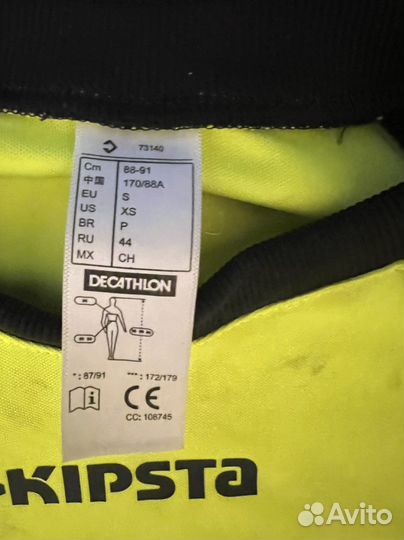 73140
Cm 88-91
中国 170/88A
EU S
US XS
BR P
RU 44
MX CH
DECATHLON
* : 87/91 *** : 172/179
i CE
CC: 108745
KIPSTA
Avito